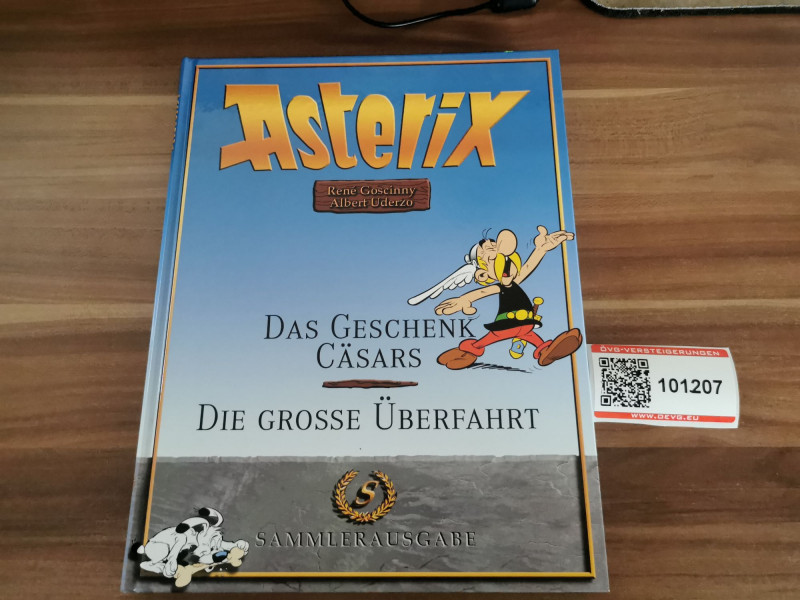 Asterix
René Goscinny
Albert Uderzo
DAS GESCHENK
CÄSARS
DIE GROSSE ÜBERFAHRT
S
SAMMLERAUSGABE
ÖVG-VERSTEIGERUNGEN
101207
WWW.OEVG.EU